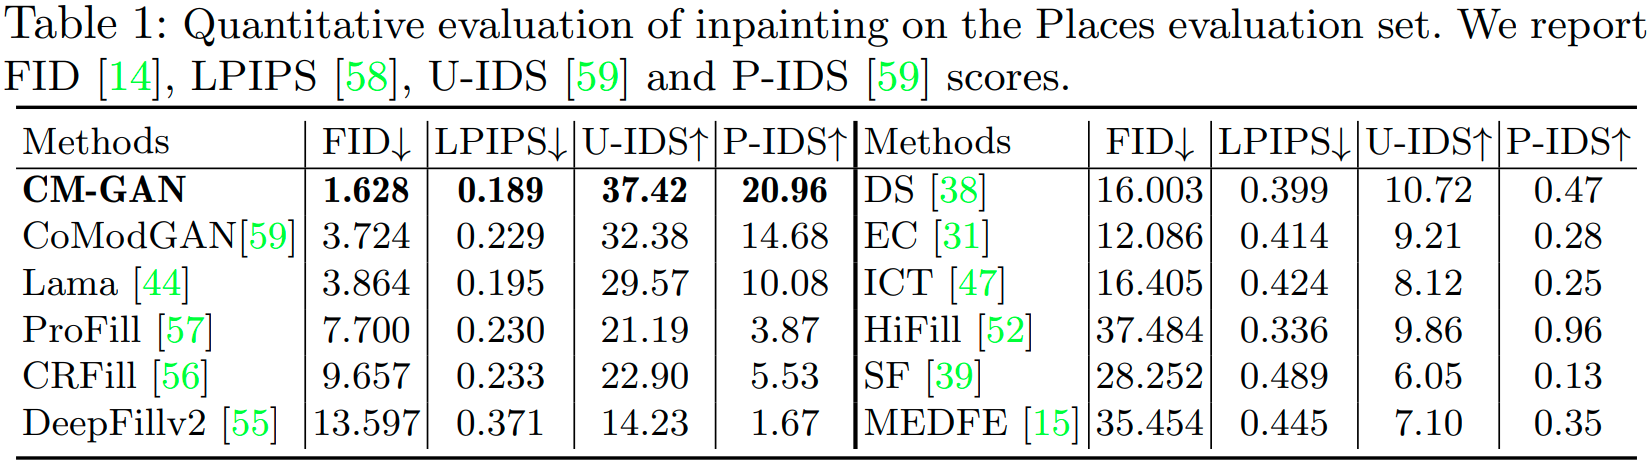 Table 1: Quantitative evaluation of inpainting on the Places evaluation set. We report
FID [14], LPIPS [58], U-IDS [59] and P-IDS [59] scores.
Methods FID↓ LPIPS↓ U-IDS↑ P-IDS↑ Methods FID↓ LPIPS↓ U-IDS↑ P-IDS↑
CM-GAN 1.628 0.189 37.42 20.96 DS [38] 16.003 0.399 10.72 0.47
CoModGAN[59] 3.724 0.229 32.38 14.68 EC [31] 12.086 0.414 9.21 0.28
Lama [44] 3.864 0.195 29.57 10.08 ICT [47] 16.405 0.424 8.12 0.25
ProFill [57] 7.700 0.230 21.19 3.87 HiFill [52] 37.484 0.336 9.86 0.96
CRFill [56] 9.657 0.233 22.90 5.53 SF [39] 28.252 0.489 6.05 0.13
DeepFillv2 [55] 13.597 0.371 14.23 1.67 MEDFE [15] 35.454 0.445 7.10 0.35